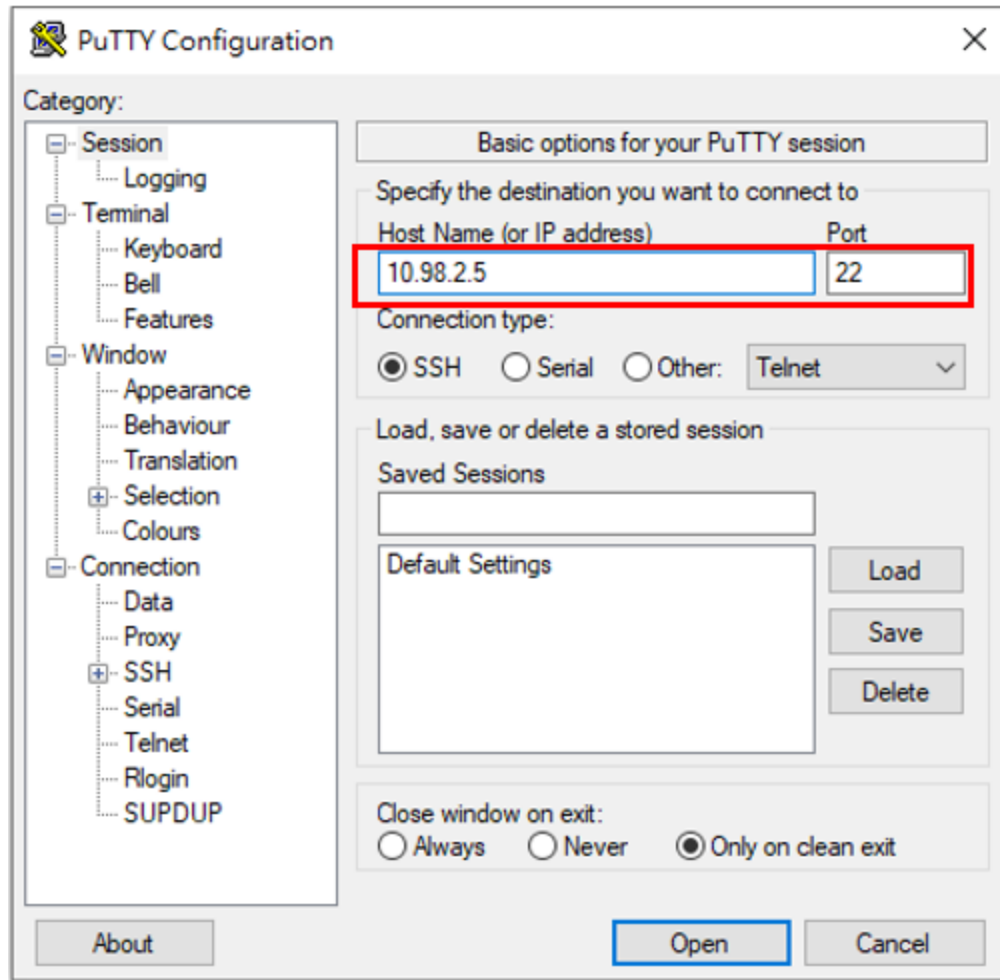 PuTTY Configuration
Category:
Session
Logging
Terminal
Keyboard
Bell
Features
Window
Appearance
Behaviour
Translation
Selection
Colours
Connection
Data
Proxy
SSH
Serial
Telnet
Rlogin
SUPDUP
Basic options for your PuTTY session
Specify the destination you want to connect to
Host Name (or IP address) Port
10.98.2.5 22
Connection type:
SSH Serial Other: Telnet
Load, save or delete a stored session
Saved Sessions
Default Settings
Load
Save
Delete
Close window on exit:
Always Never Only on clean exit
About Open Cancel